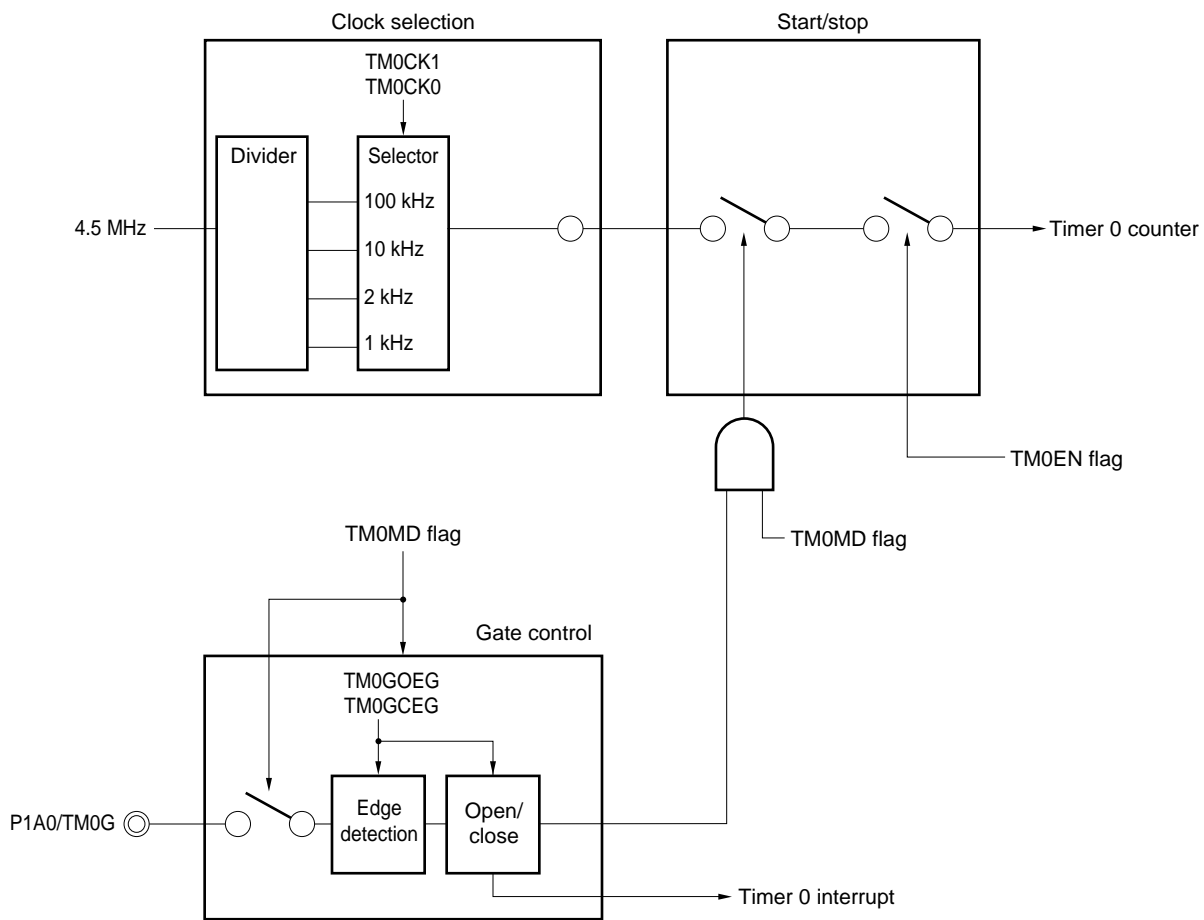 Clock selection
Start/stop
TM0CK1
TM0CK0
Divider
Selector
100 kHz
4.5 MHz
10 kHz
2 kHz
1 kHz
Timer 0 counter
TM0EN flag
TM0MD flag
TM0MD flag
Gate control
TM0GOEG
TM0GCEG
P1A0/TM0G
Edge
detection
Open/
close
Timer 0 interrupt